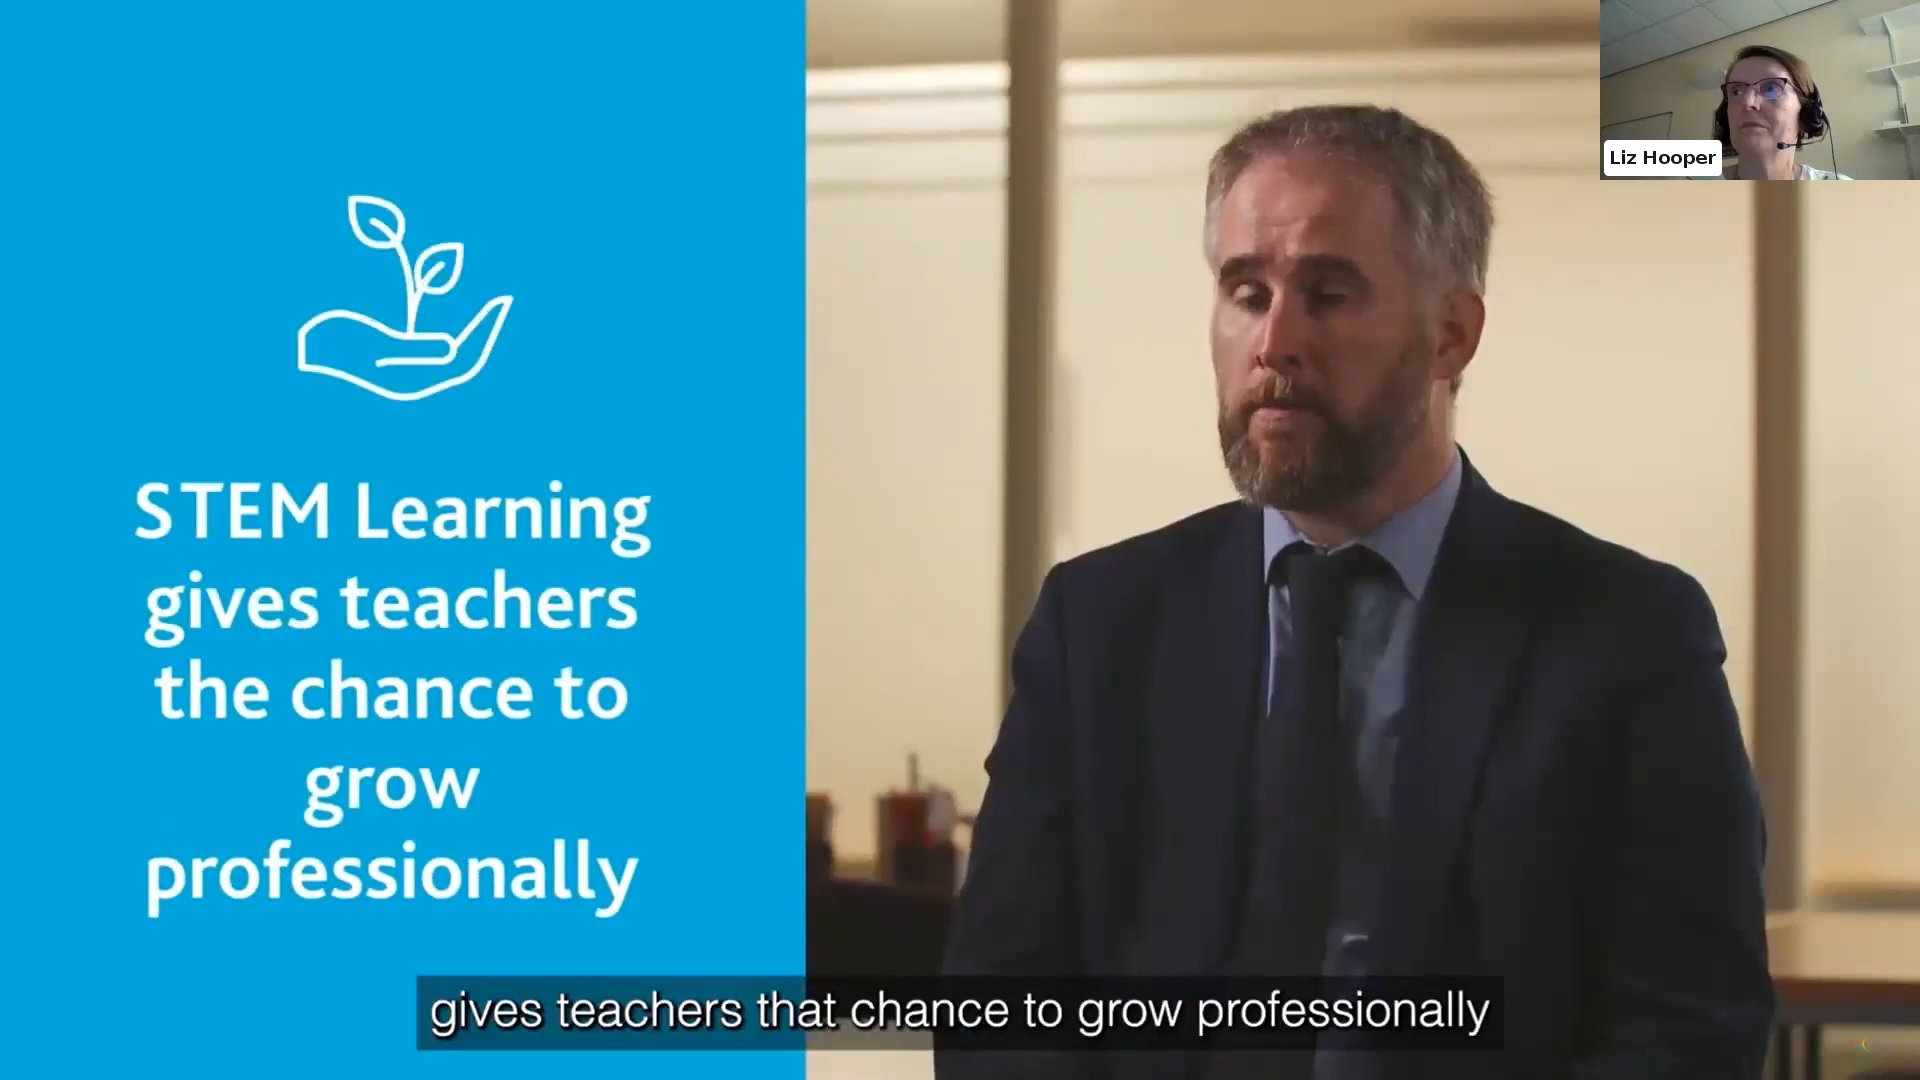 Liz Hooper
STEM Learning
gives teachers
the chance to
grow
professionally
gives teachers that chance to grow professionally